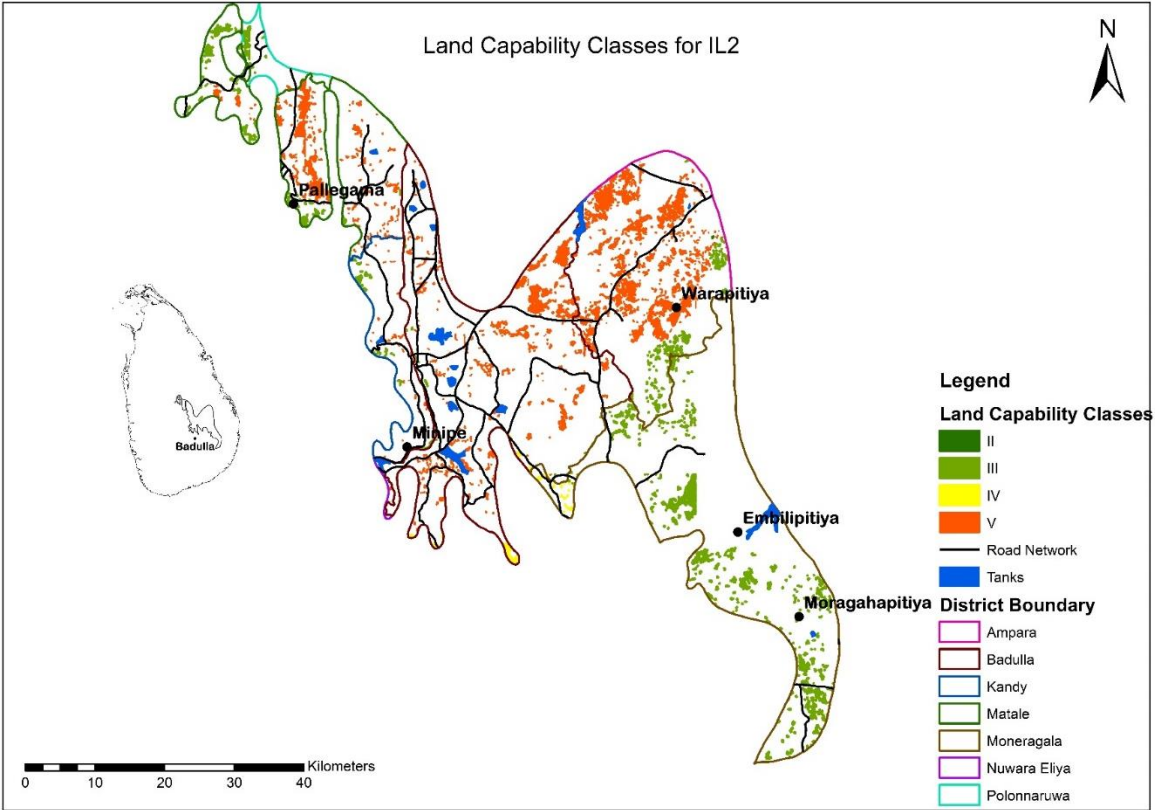 Land Capability Classes for IL2
N
Pallegama
Warapitiya
Badulla
Minipe
Embilipitiya
Moragahapitiya
Legend
Land Capability Classes
II
III
IV
V
Road Network
Tanks
District Boundary
Ampara
Badulla
Kandy
Matale
Moneragala
Nuwara Eliya
Polonnaruwa
Kilometers
0 10 20 30 40